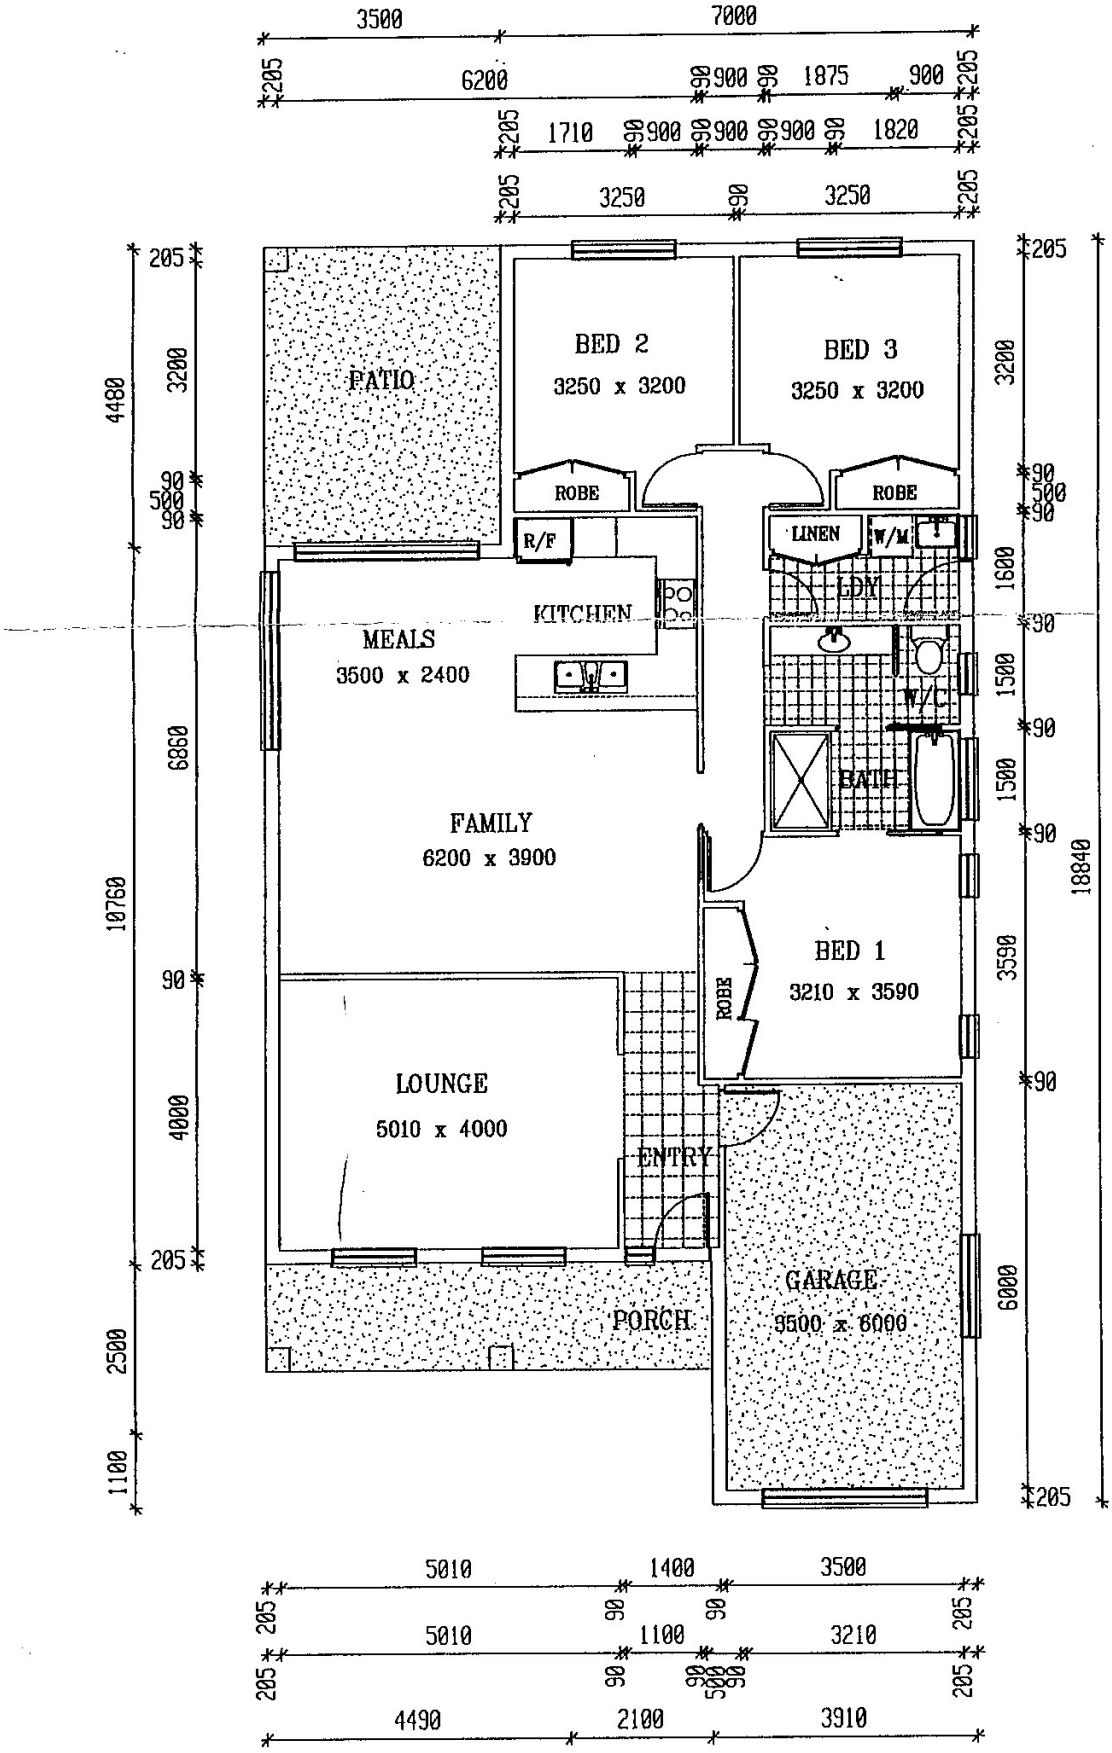 3500 7000
205 6200 90 900 90 1875 900 205
205 1710 90 900 90 900 90 900 90 1820 205
205 3250 90 3250 205
205 205
BED 2 BED 3
3250 x 3200 3250 x 3200
3200 3200
PATIO
4480
90 90
500 ROBE ROBE 500
90 90
R/F LINEN W/M
1600
LDY
KITCHEN
90
MEALS
3500 x 2400
1500
W/C
90
6860
BATH 1500
FAMILY
6200 x 3900
90
18840
10760
BED 1
3210 x 3590
3590
90
ROBE
LOUNGE
5010 x 4000
90
4000
ENTRY
205
GARAGE
5500 x 6000
6000
PORCH
2500
1100
205
5010 1400 3500
205 90 90 205
5010 1100 3210
205 90 90 500 90 205
4490 2100 3910